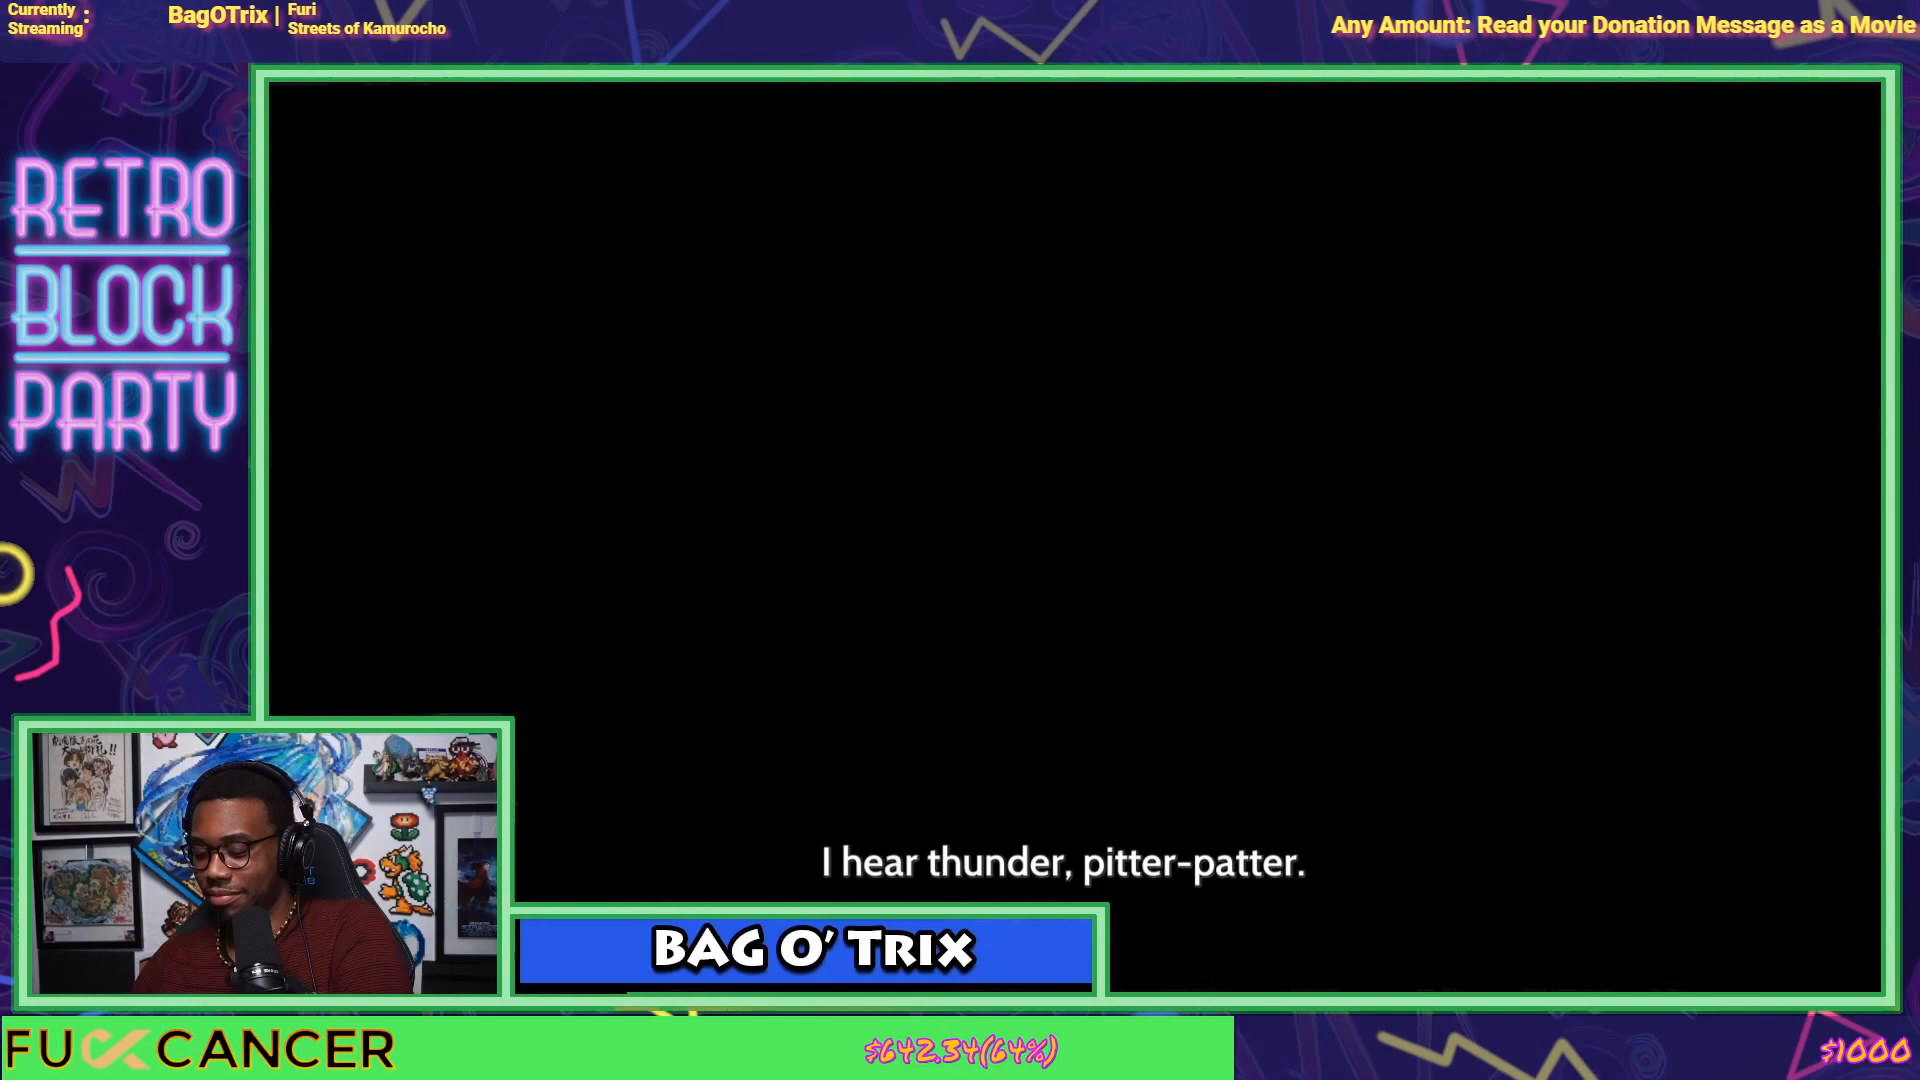 Currently Streaming :
BagOTrix |
Furi
Streets of Kamurocho
Any Amount: Read your Donation Message as a Movie
RETRO
BLOCK
PARTY
I hear thunder, pitter-patter.
BAG O' TRIX
FUCK CANCER
$642.34(64%)
$1000